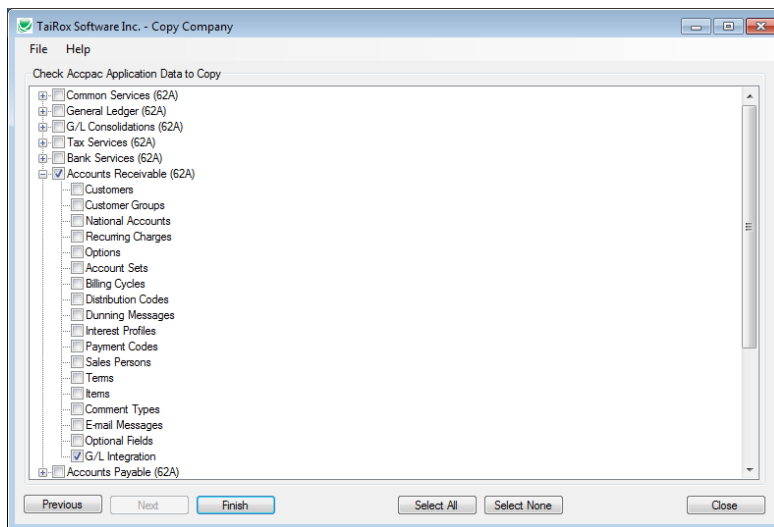 TaiRox Software Inc. - Copy Company
File Help
Check Accpac Application Data to Copy
Common Services (62A)
General Ledger (62A)
G/L Consolidations (62A)
Tax Services (62A)
Bank Services (62A)
Accounts Receivable (62A)
Customers
Customer Groups
National Accounts
Recurring Charges
Options
Account Sets
Billing Cycles
Distribution Codes
Dunning Messages
Interest Profiles
Payment Codes
Sales Persons
Terms
Items
Comment Types
E-mail Messages
Optional Fields
G/L Integration
Accounts Payable (62A)
Previous Next Finish Select All Select None Close